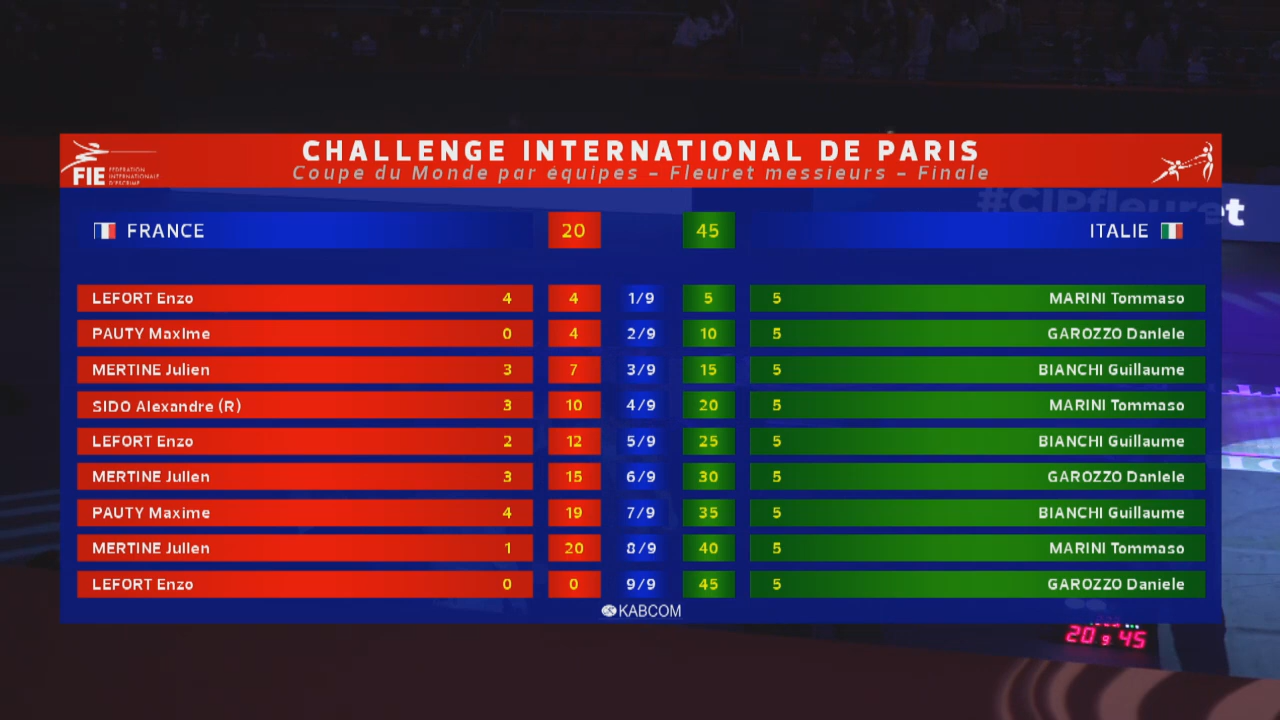 CHALLENGE INTERNATIONAL DE PARIS
Coupe du Monde par équipes – Fleuret messieurs – Finale
FIE FEDERATION
INTERNATIONALE
D'ESCRIME
#CIPfleuret
FRANCE 20 45 ITALIE
LEFORT Enzo 4 4 1/9 5 5 MARINI Tommaso
PAUTY Maxime 0 4 2/9 10 5 GAROZZO Daniele
MERTINE Julien 3 7 3/9 15 5 BIANCHI Guillaume
SIDO Alexandre (R) 3 10 4/9 20 5 MARINI Tommaso
LEFORT Enzo 2 12 5/9 25 5 BIANCHI Guillaume
MERTINE Julien 3 15 6/9 30 5 GAROZZO Daniele
PAUTY Maxime 4 19 7/9 35 5 BIANCHI Guillaume
MERTINE Julien 1 20 8/9 40 5 MARINI Tommaso
LEFORT Enzo 0 0 9/9 45 5 GAROZZO Daniele
KABCOM
20 9 45